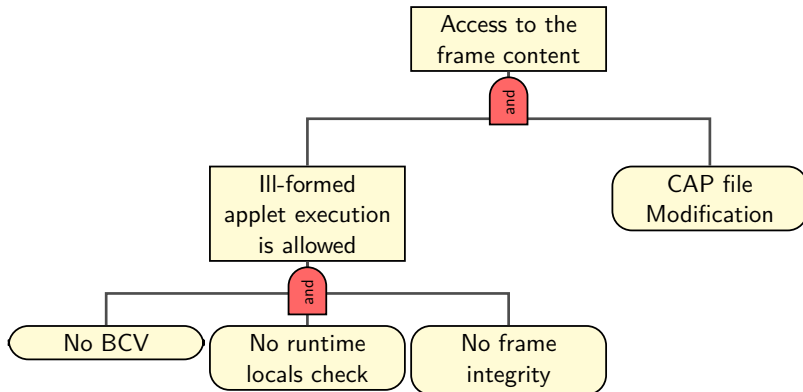 Access to the
frame content
and
Ill-formed
applet execution
is allowed
CAP file
Modification
and
No BCV
No runtime
locals check
No frame
integrity